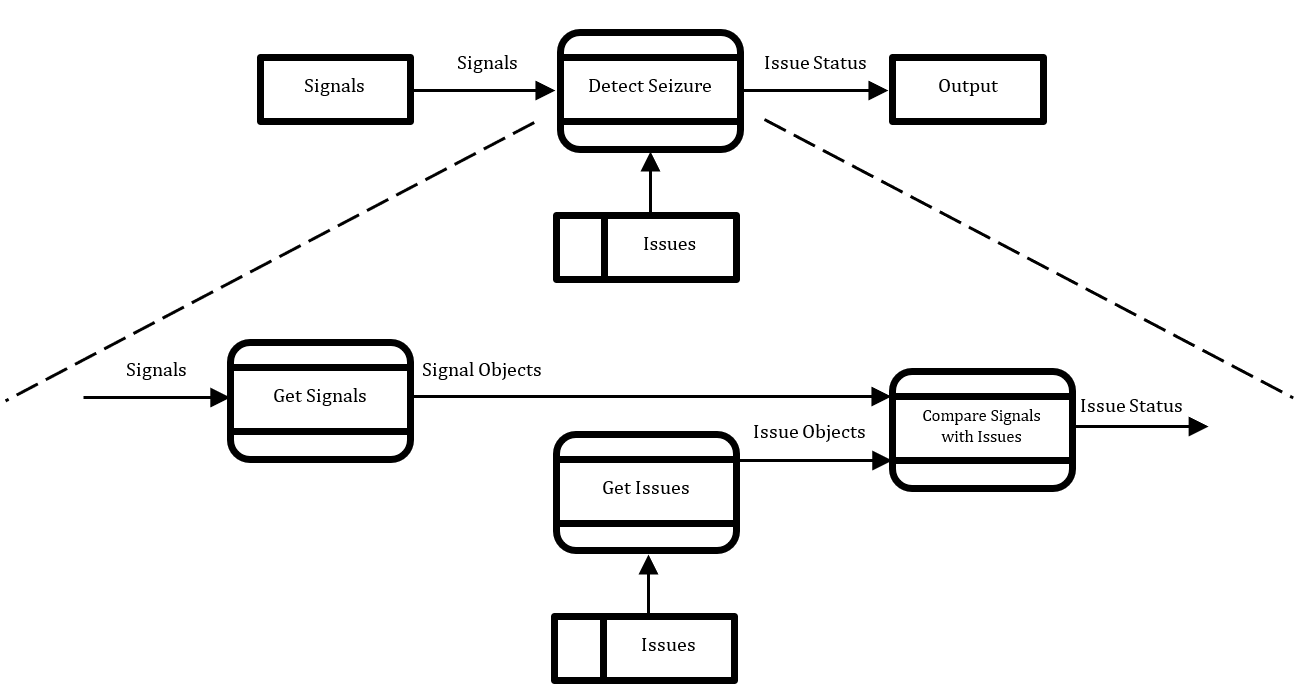 Signals
Signals
Detect Seizure
Issue Status
Output
Issues
Signals
Get Signals
Signal Objects
Compare Signals
with Issues
Issue Status
Issue Objects
Get Issues
Issues